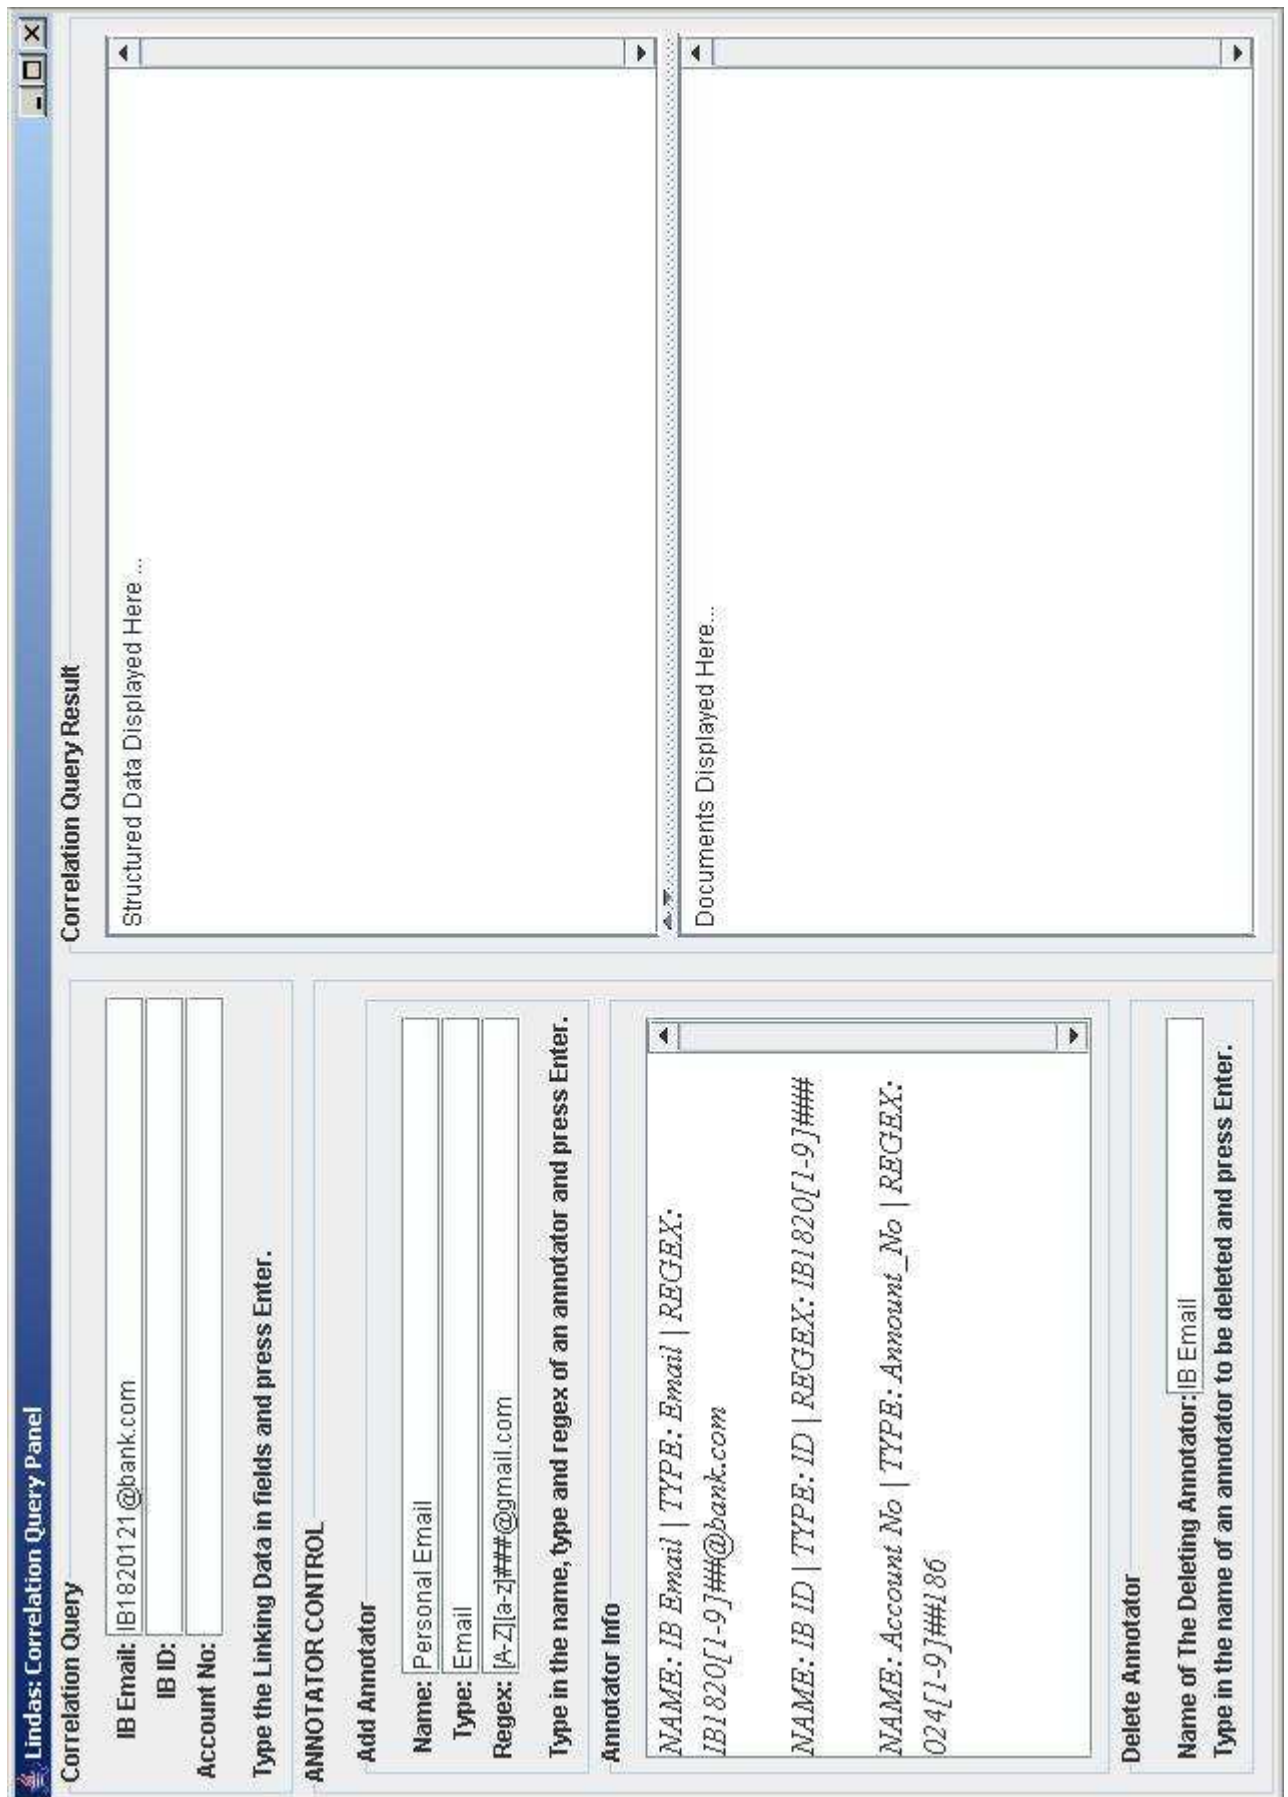 Lindas: Correlation Query Panel
Correlation Query
IB Email: IB1820121@bank.com
IB ID:
Account No:
Type the Linking Data in fields and press Enter.
ANNOTATOR CONTROL
Add Annotator
Name: Personal Email
Type: Email
Regex: [A-Z][a-z]###@gmail.com
Type in the name, type and regex of an annotator and press Enter.
Annotator Info
NAME: IB Email | TYPE: Email | REGEX:
IB1820[1-9]##@bank.com
NAME: IB ID | TYPE: ID | REGEX: IB1820[1-9]###
NAME: Account No | TYPE: Annount_No | REGEX:
024[1-9]##186
Delete Annotator
Name of The Deleting Annotator: IB Email
Type in the name of an annotator to be deleted and press Enter.
Correlation Query Result
Structured Data Displayed Here ...
Documents Displayed Here...